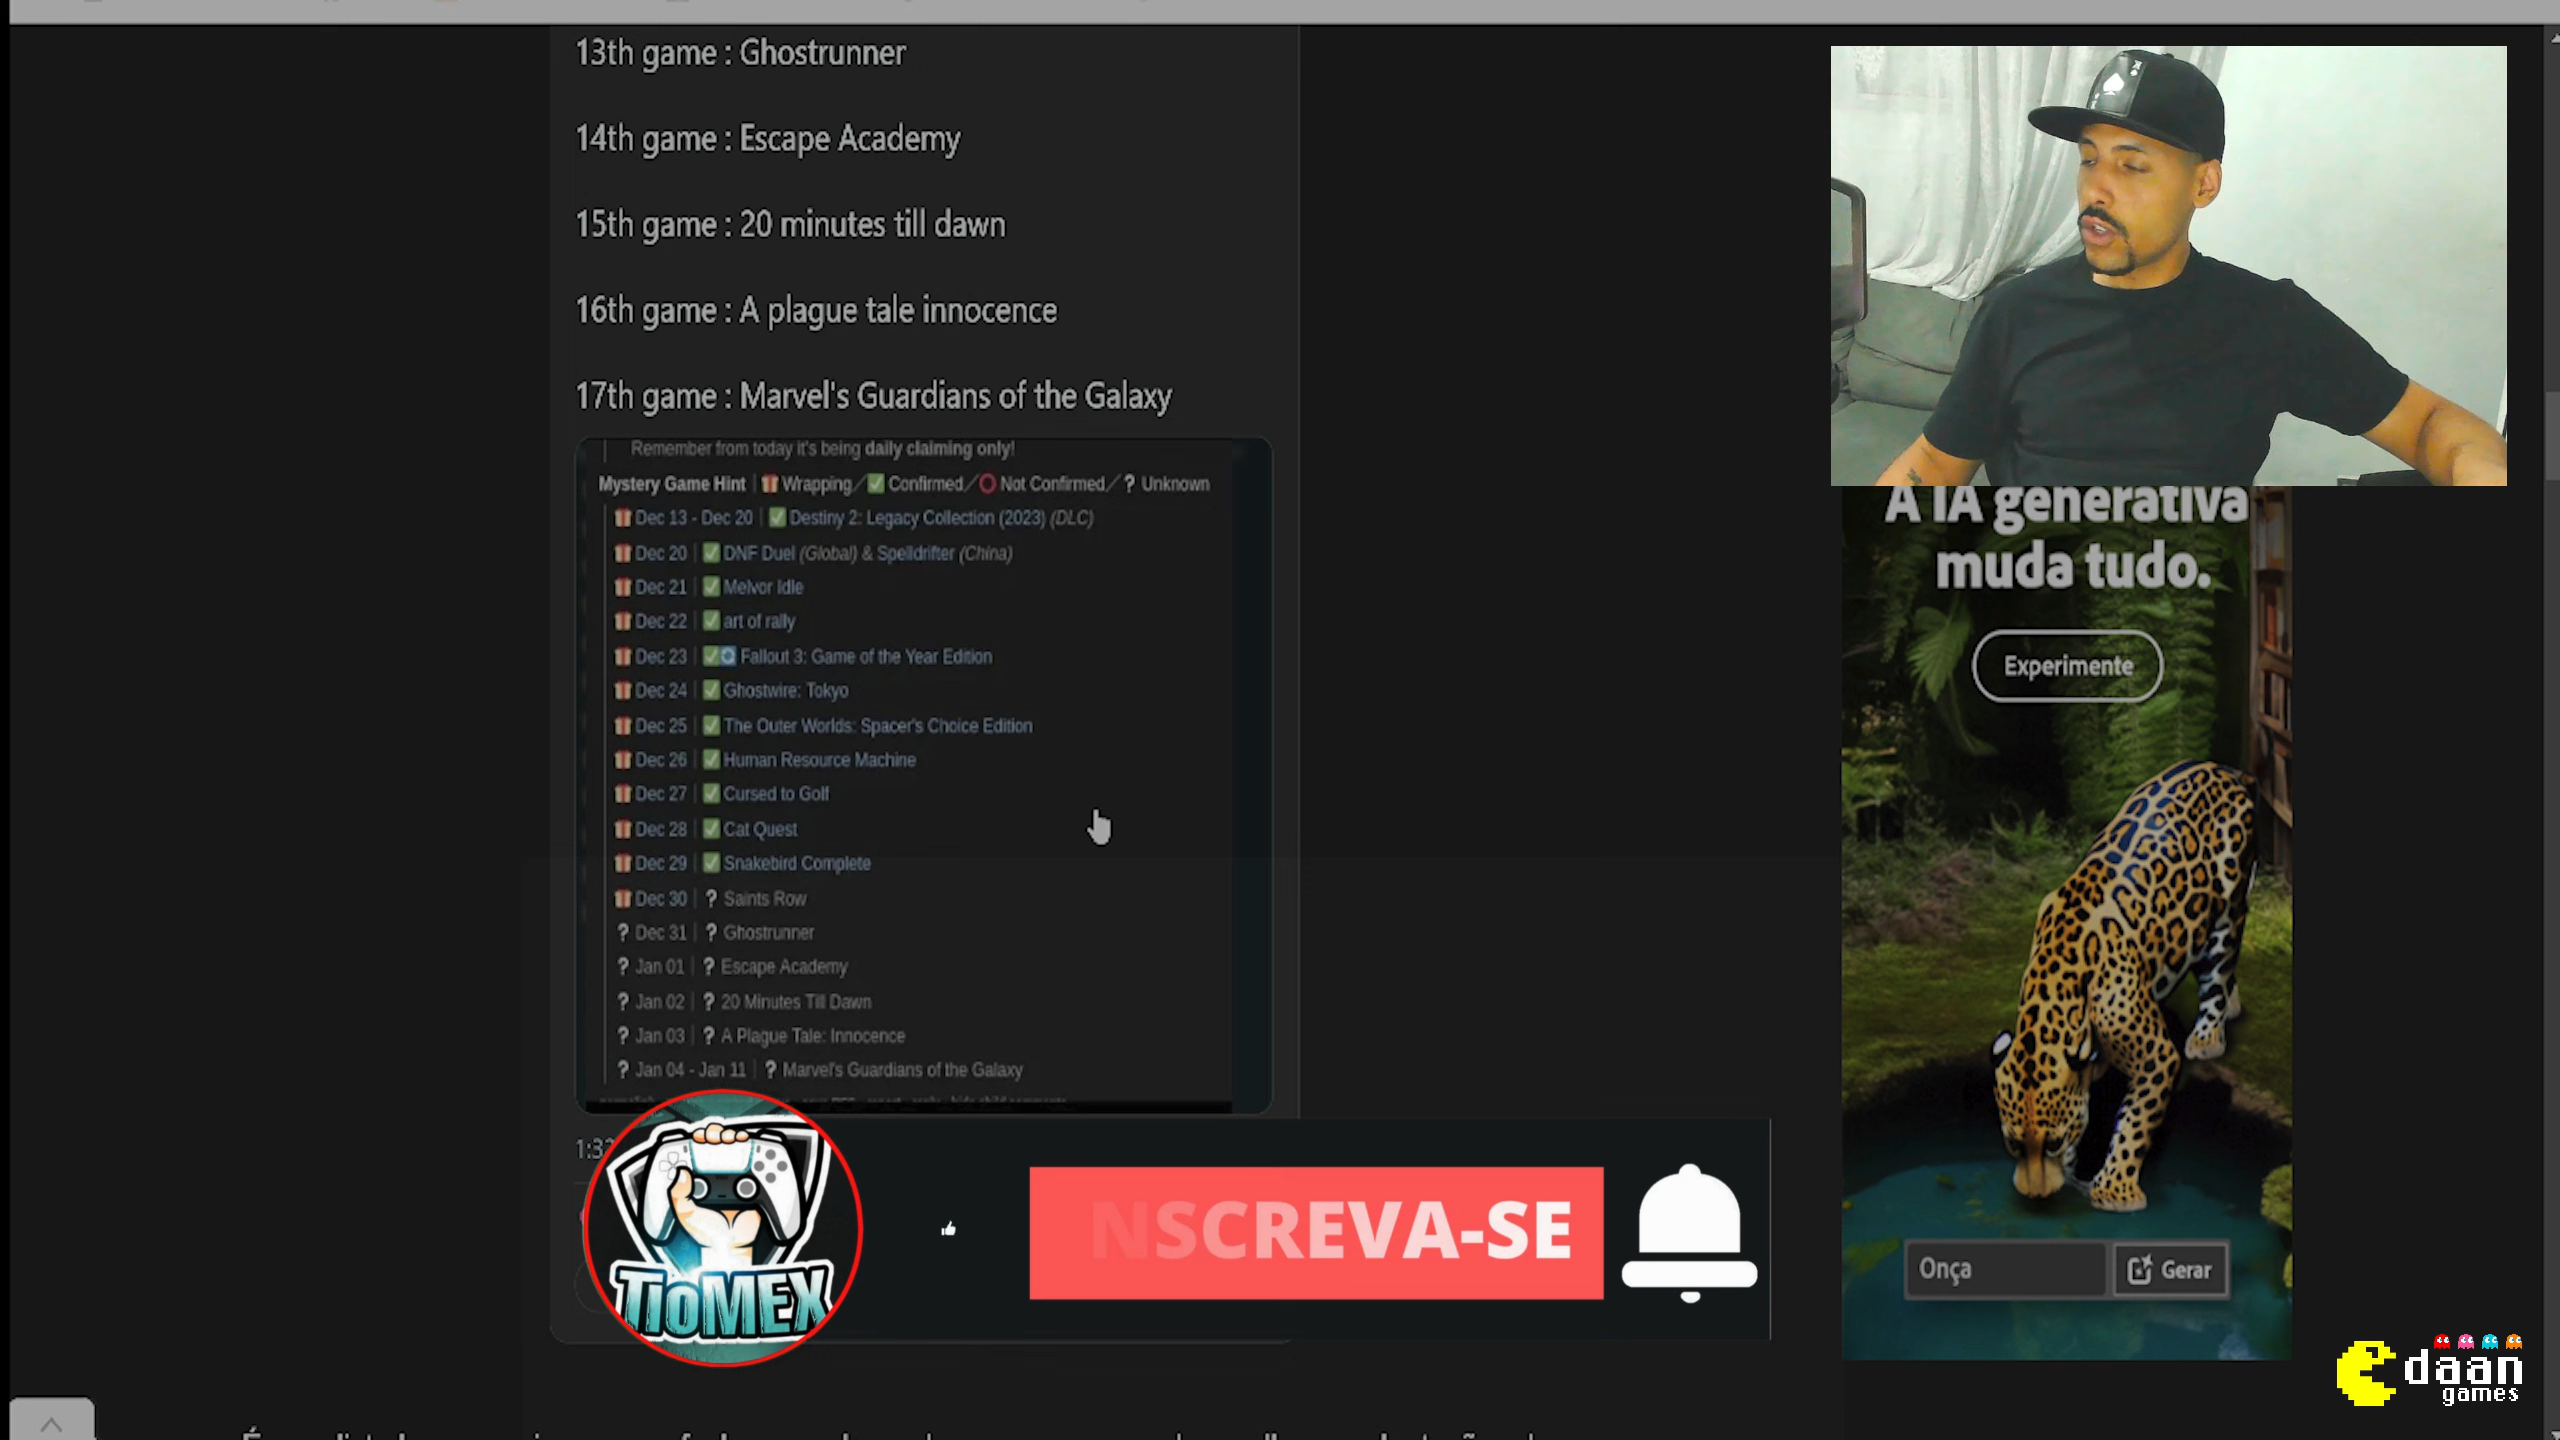 13th game : Ghostrunner
14th game : Escape Academy
15th game : 20 minutes till dawn
16th game : A plague tale innocence
17th game : Marvel's Guardians of the Galaxy
Remember from today it's being daily claiming only!
Mystery Game Hint | 🎁 Wrapping / ✅ Confirmed / ⭕ Not Confirmed / ? Unknown
🎁 Dec 13 - Dec 20 | ✅ Destiny 2: Legacy Collection (2023) (DLC)
🎁 Dec 20 | ✅ DNF Duel (Global) & Spelldrifter (China)
🎁 Dec 21 | ✅ Melvor Idle
🎁 Dec 22 | ✅ art of rally
🎁 Dec 23 | ✅🔄 Fallout 3: Game of the Year Edition
🎁 Dec 24 | ✅ Ghostwire: Tokyo
🎁 Dec 25 | ✅ The Outer Worlds: Spacer's Choice Edition
🎁 Dec 26 | ✅ Human Resource Machine
🎁 Dec 27 | ✅ Cursed to Golf
🎁 Dec 28 | ✅ Cat Quest
🎁 Dec 29 | ✅ Snakebird Complete
🎁 Dec 30 | ? Saints Row
? Dec 31 | ? Ghostrunner
? Jan 01 | ? Escape Academy
? Jan 02 | ? 20 Minutes Till Dawn
? Jan 03 | ? A Plague Tale: Innocence
? Jan 04 - Jan 11 | ? Marvel's Guardians of the Galaxy
TIOMEX
NSCREVA-SE
A IA generativa
muda tudo.
Experimente
Onça
Gerar
daan
games